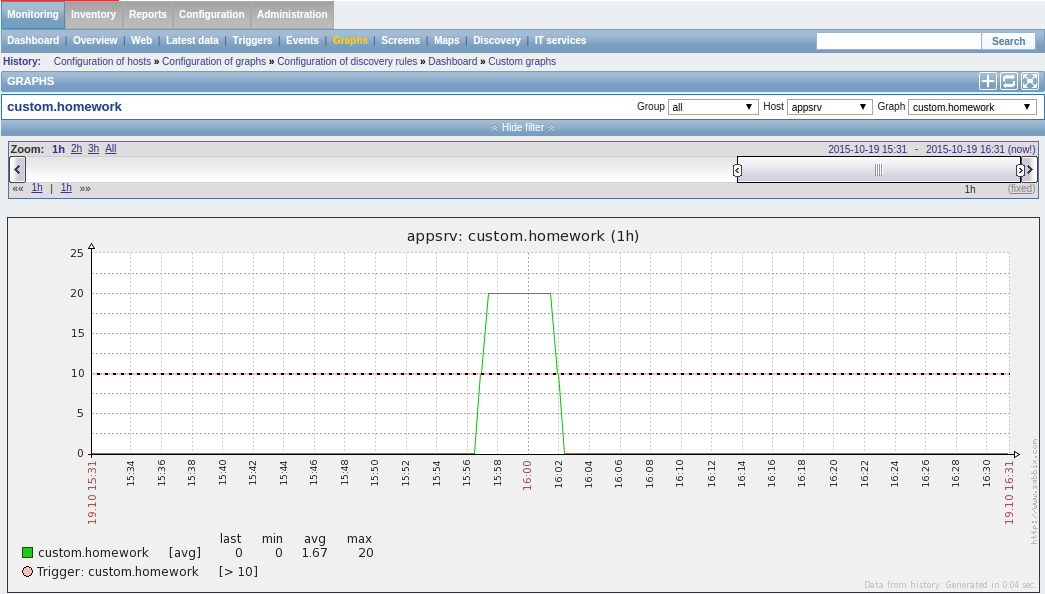 Monitoring Inventory Reports Configuration Administration
Dashboard | Overview | Web | Latest data | Triggers | Events | Graphs | Screens | Maps | Discovery | IT services Search
History: Configuration of hosts » Configuration of graphs » Configuration of discovery rules » Dashboard » Custom graphs
GRAPHS
custom.homework Group all Host appsrv Graph custom.homework
Hide filter
Zoom: 1h 2h 3h All 2015-10-19 15:31 - 2015-10-19 16:31 (now!)
«« 1h | 1h »» 1h (fixed)
appsrv: custom.homework (1h)
25
20
15
10
5
0
19.10 15:31 15:34 15:36 15:38 15:40 15:42 15:44 15:46 15:48 15:50 15:52 15:54 15:56 15:58 16:00 16:02 16:04 16:06 16:08 16:10 16:12 16:14 16:16 16:18 16:20 16:22 16:24 16:26 16:28 16:30 19.10 16:31
http://www.zabbix.com
last min avg max
custom.homework [avg] 0 0 1.67 20
Trigger: custom.homework [> 10]
Data from history. Generated in 0.04 sec.